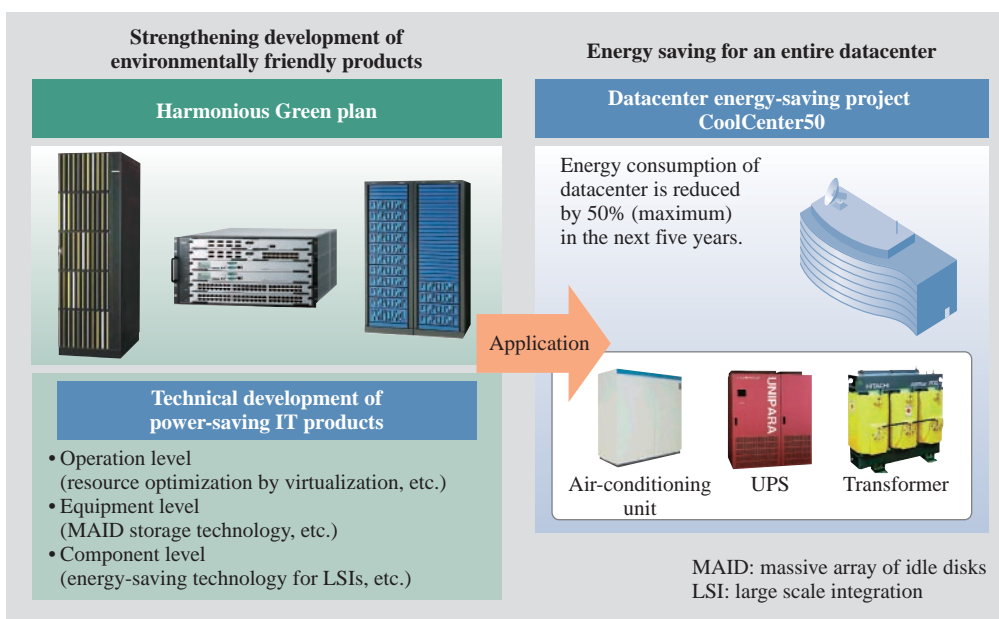 Strengthening development of
environmentally friendly products
Harmonious Green plan
Technical development of
power-saving IT products
• Operation level
(resource optimization by virtualization, etc.)
• Equipment level
(MAID storage technology, etc.)
• Component level
(energy-saving technology for LSIs, etc.)
Application
Energy saving for an entire datacenter
Datacenter energy-saving project
CoolCenter50
Energy consumption of
datacenter is reduced
by 50% (maximum)
in the next five years.
UNIPARA
HITACHI
Air-conditioning
unit
UPS
Transformer
MAID: massive array of idle disks
LSI: large scale integration